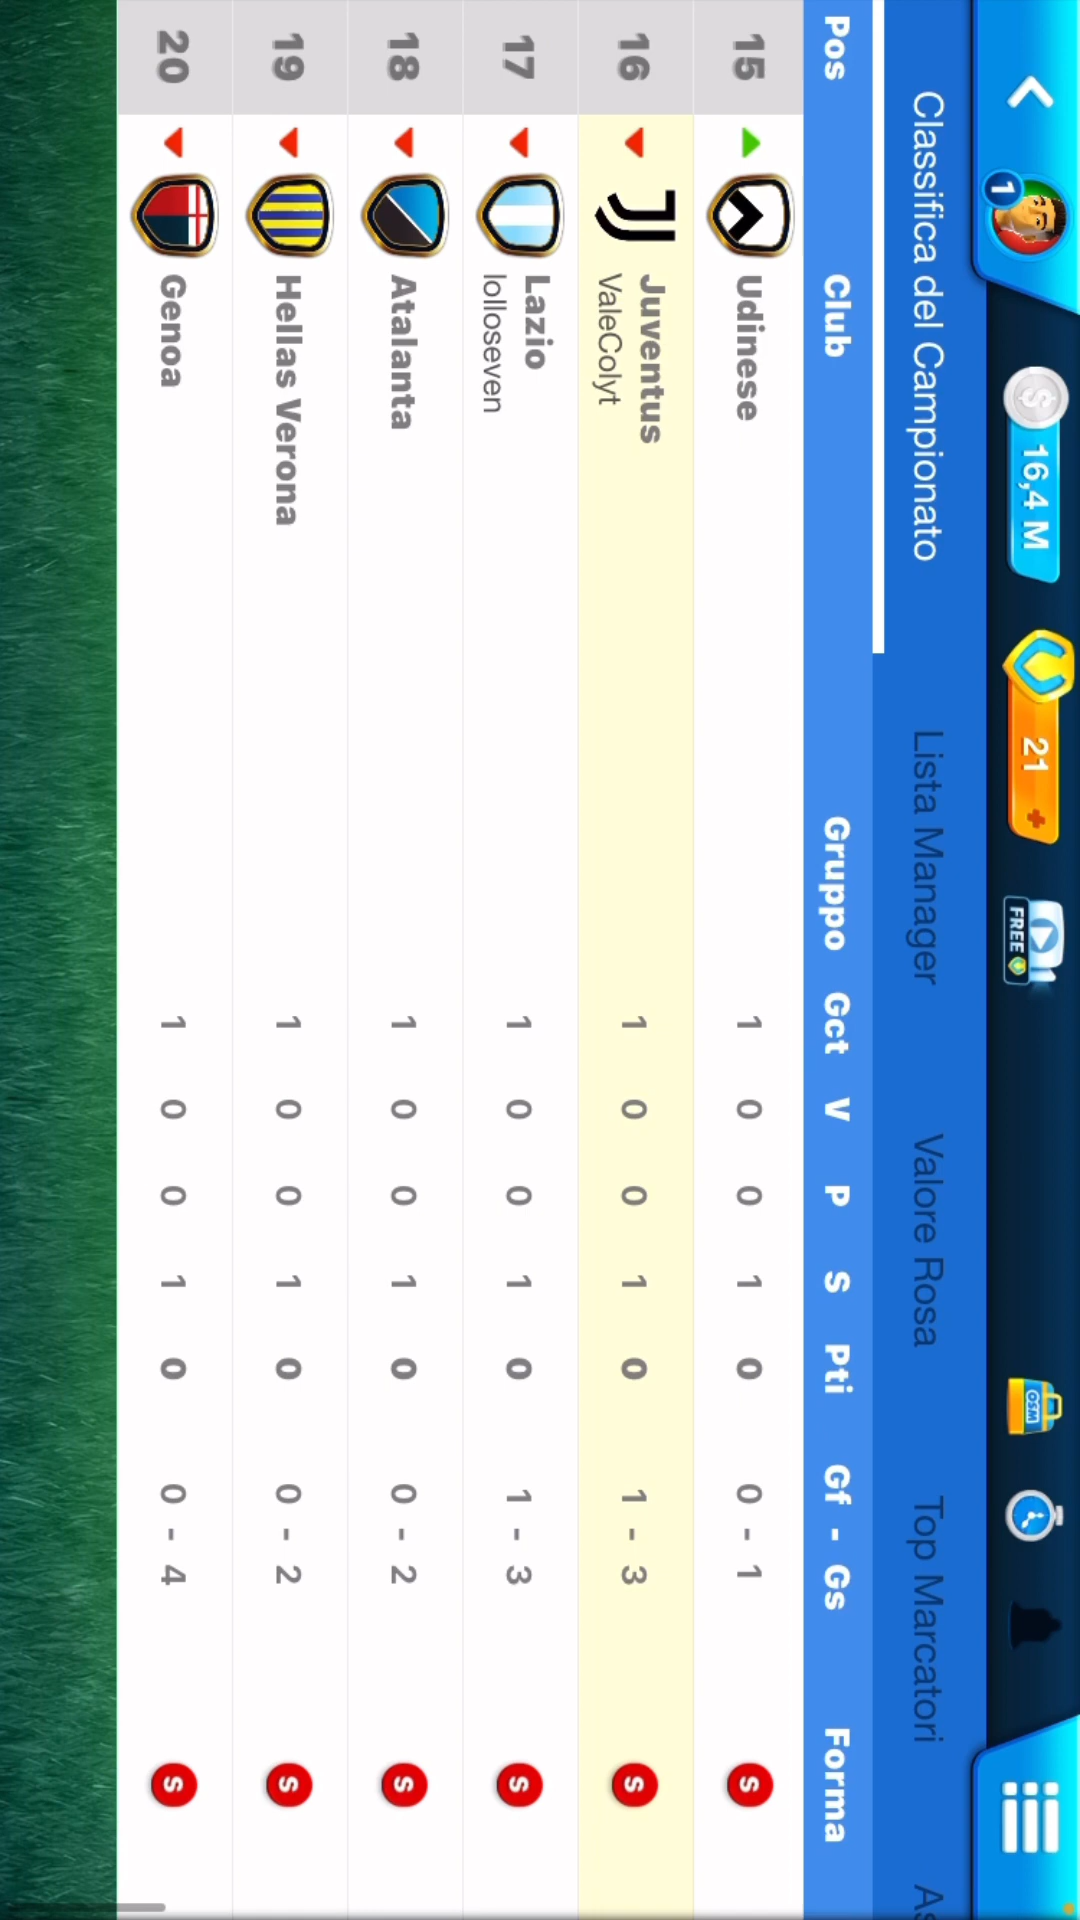 1
16,4 M
21
FREE
OSM
Classifica del Campionato Lista Manager Valore Rosa Top Marcatori As
Pos Club Gruppo Gct V P S Pti Gf - Gs Forma
15 Udinese 1 0 0 1 0 0 - 1 S
16 Juventus 1 0 0 1 0 1 - 3 S
ValeColyt
17 Lazio 1 0 0 1 0 1 - 3 S
lolloseven
18 Atalanta 1 0 0 1 0 0 - 2 S
19 Hellas Verona 1 0 0 1 0 0 - 2 S
20 Genoa 1 0 0 1 0 0 - 4 S